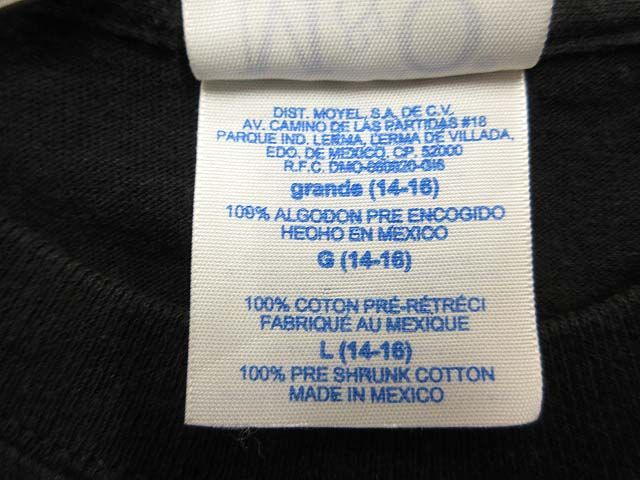 DIST. MOYEL, S.A. DE C.V.
AV. CAMINO DE LAS PARTIDAS #18
PARQUE IND. LERMA, LERMA DE VILLADA,
EDO. DE MEXICO, CP. 52000
R.F.C.
grande (14-16)
100% ALGODON PRE ENCOGIDO
HECHO EN MEXICO
G (14-16)
100% COTON PRÉ-RÉTRÉCI
FABRIQUÉ AU MEXIQUE
L (14-16)
100% PRE SHRUNK COTTON
MADE IN MEXICO